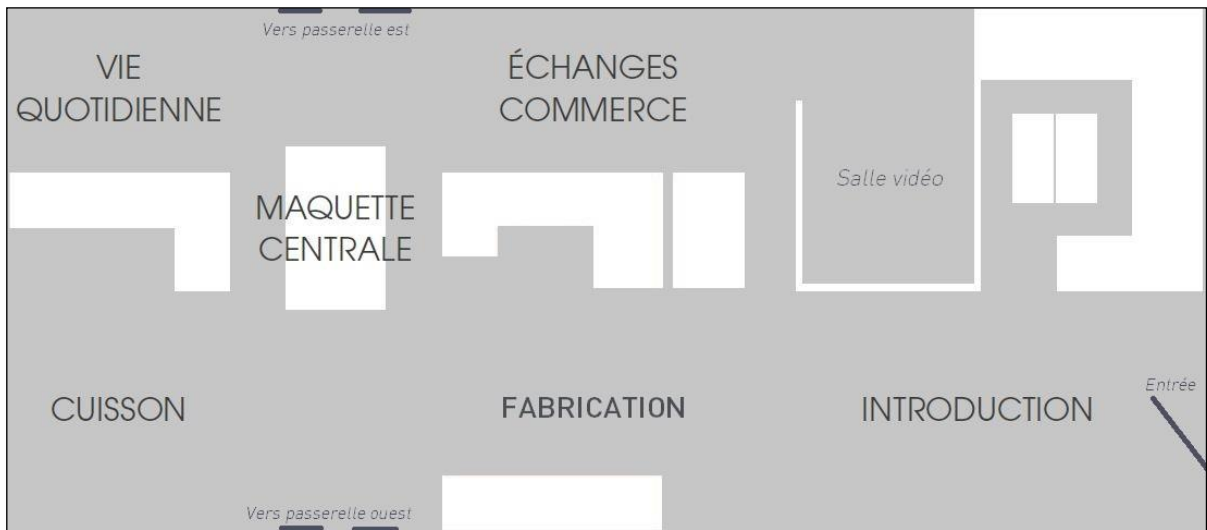 Vers passerelle est
VIE
QUOTIDIENNE
ÉCHANGES
COMMERCE
Salle vidéo
MAQUETTE
CENTRALE
Entrée
CUISSON
FABRICATION
INTRODUCTION
Vers passerelle ouest